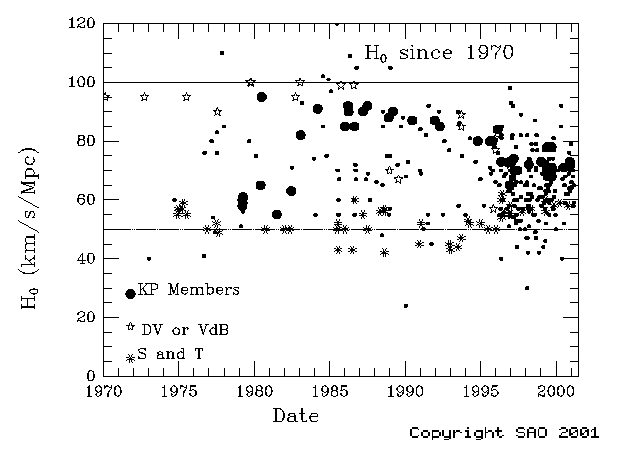 H₀ since 1970
120
100
80
60
40
20
0
H₀ (km/s/Mpc)
KP Members
DV or VdB
S and T
1970 1975 1980 1985 1990 1995 2000
Date
Copyright SAO 2001